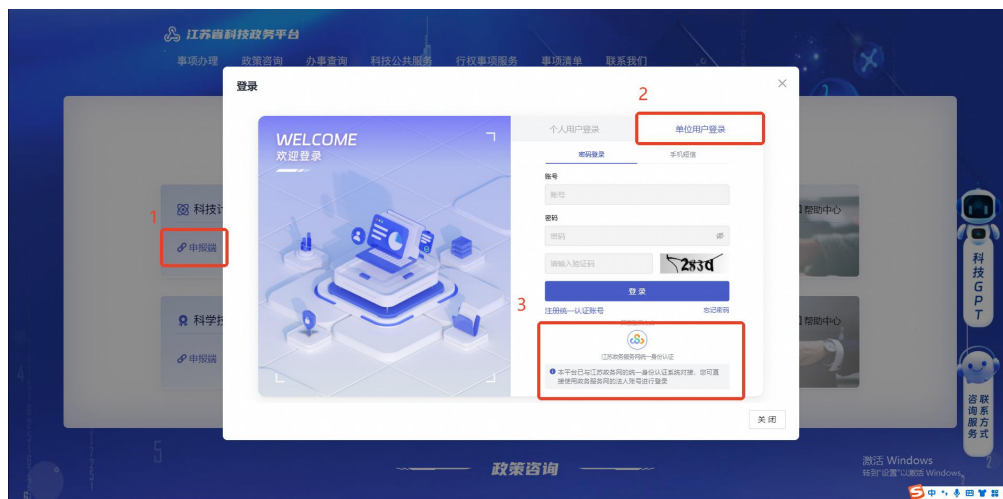 江苏省科技政务平台
事项办理 政策咨询 办事查询 科技公共服务 行权事项服务 事项清单 联系我们
登录
2
WELCOME
欢迎登录
个人用户登录 单位用户登录
密码登录 手机短信
账号
账号
密码
密码
请输入验证码
283d
登 录
注册统一认证账号 忘记密码
3
江苏政务服务网统一身份认证
本平台已与江苏政务网的统一身份认证系统对接，您可直
接使用政务服务网的法人账号进行登录
关 闭
1
科技计
申报端
科学技
申报端
帮助中心
帮助中心
科技GPT
咨询服务
联系方式
政策咨询
激活 Windows
转到"设置"以激活 Windows。
中